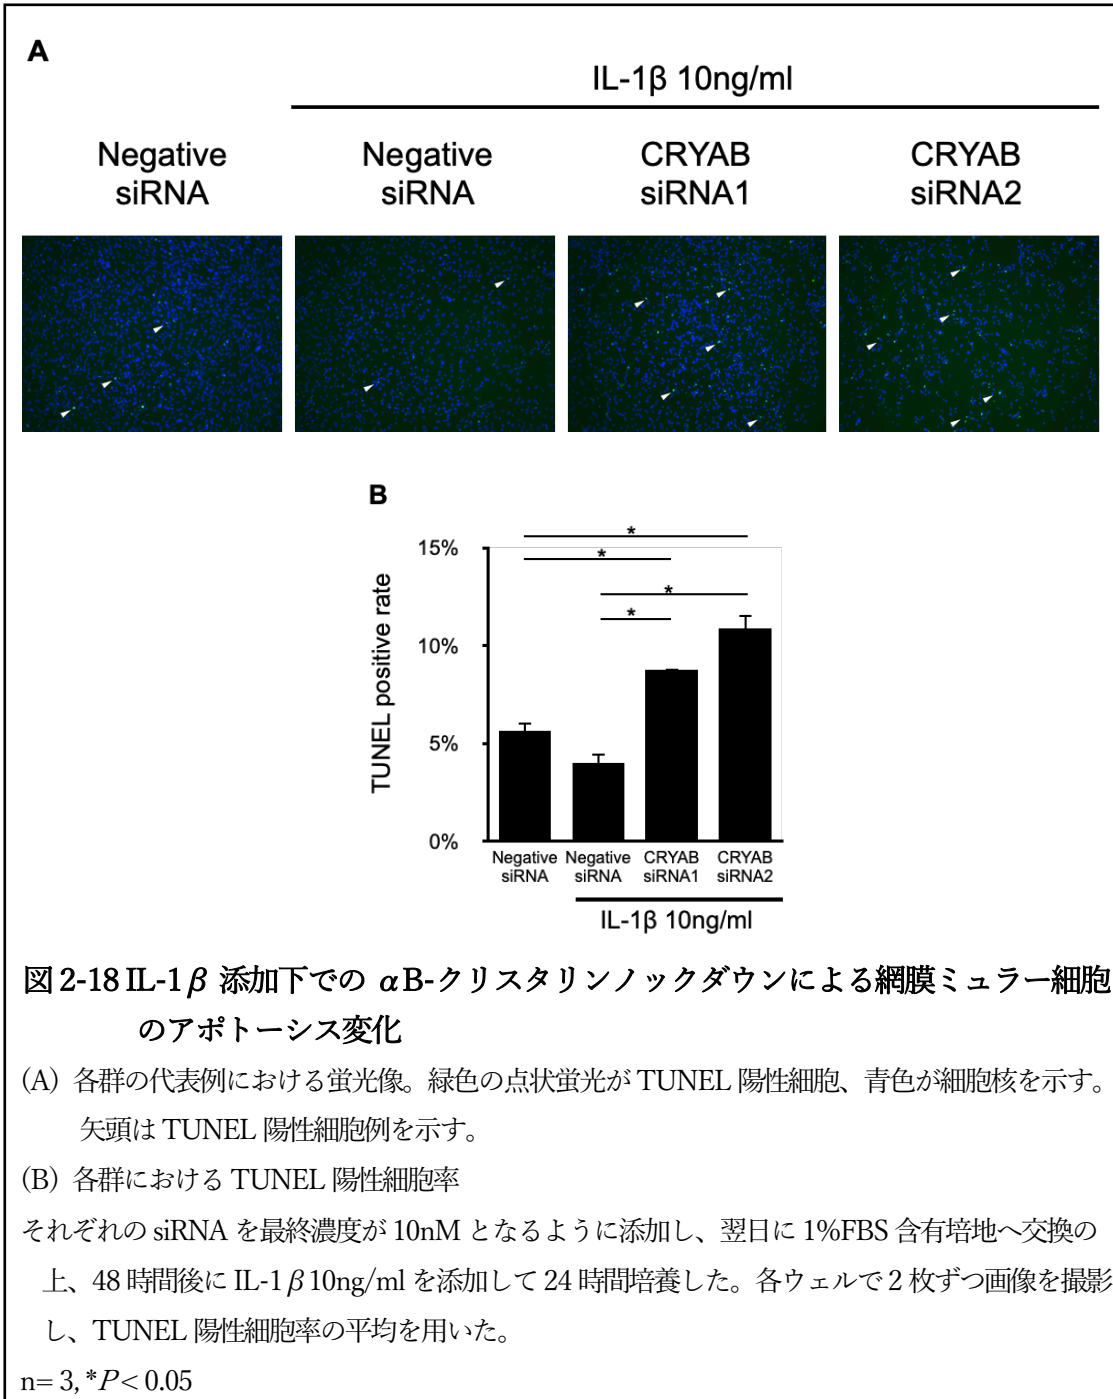 A
IL-1β 10ng/ml
Negative siRNA
Negative siRNA
CRYAB siRNA1
CRYAB siRNA2
B
TUNEL positive rate
15%
10%
5%
0%
*
*
*
*
Negative siRNA
Negative siRNA
CRYAB siRNA1
CRYAB siRNA2
IL-1β 10ng/ml
図 2-18 IL-1β 添加下での αB-クリスタリンノックダウンによる網膜ミュラー細胞
のアポトーシス変化
(A) 各群の代表例における蛍光像。緑色の点状蛍光が TUNEL 陽性細胞、青色が細胞核を示す。
矢頭は TUNEL 陽性細胞例を示す。
(B) 各群における TUNEL 陽性細胞率
それぞれの siRNA を最終濃度が 10nM となるように添加し、翌日に 1%FBS 含有培地へ交換の
上、48 時間後に IL-1β10ng/ml を添加して 24 時間培養した。各ウェルで 2 枚ずつ画像を撮影
し、TUNEL 陽性細胞率の平均を用いた。
n= 3, *P< 0.05